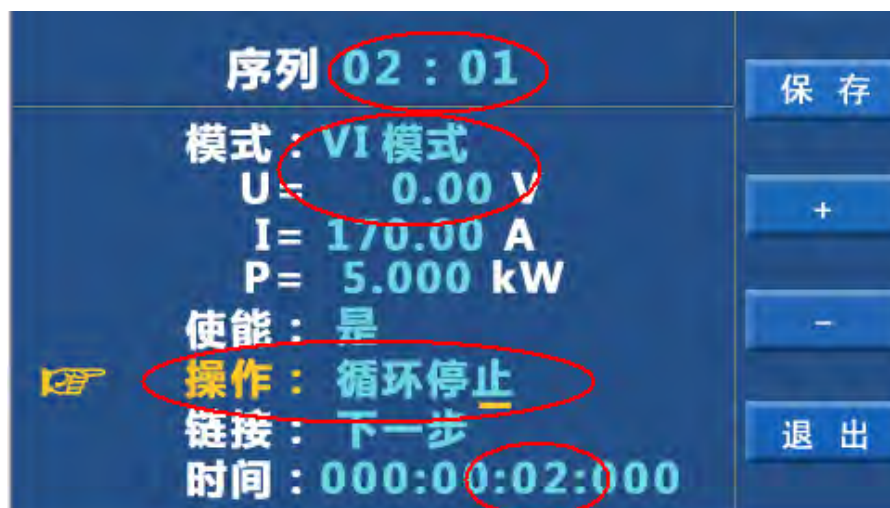 序列 02 : 01
模式：VI 模式
U= 0.00 V
I= 170.00 A
P= 5.000 kW
使能： 是
操作： 循环停止
链接： 下一步
时间：000:00:02:000
保 存
+
-
退 出